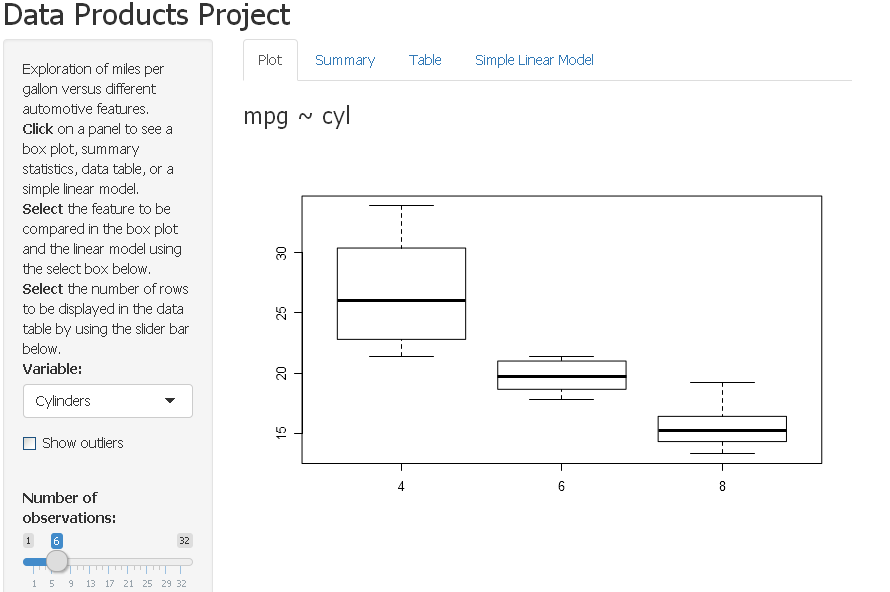 Data Products Project
Exploration of miles per
gallon versus different
automotive features.
Click on a panel to see a
box plot, summary
statistics, data table, or a
simple linear model.
Select the feature to be
compared in the box plot
and the linear model using
the select box below.
Select the number of rows
to be displayed in the data
table by using the slider bar
below.
Variable:
Cylinders
Show outliers
Number of
observations:
1 6 32
1 5 9 13 17 21 25 29 32
Plot Summary Table Simple Linear Model
mpg ~ cyl
30
25
20
15
4 6 8